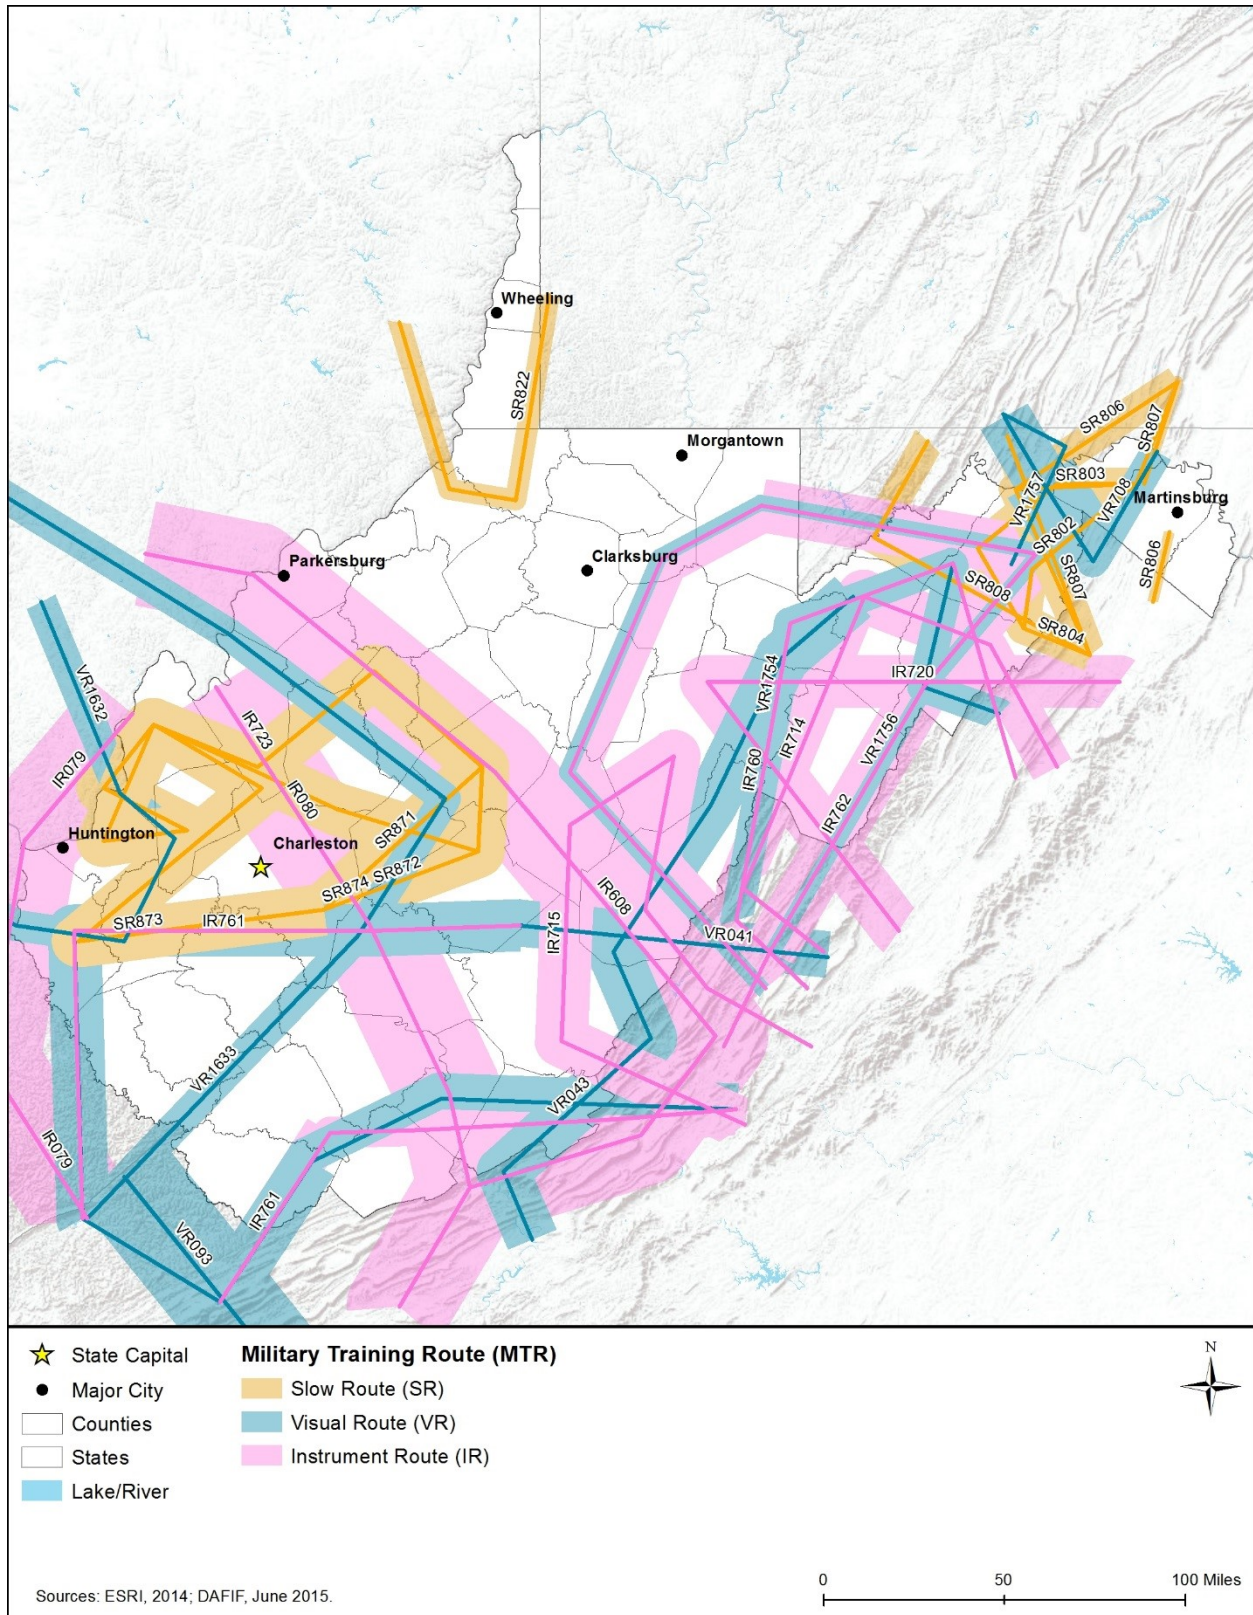 Wheeling
SR822
Morgantown
SR806
SR807
SR803
VR1757
VR708
Martinsburg
SR802
SR807
SR806
SR808
SR804
Clarksburg
Parkersburg
VR1632
IR079
IR723
IR080
IR720
VR1754
IR714
IR760
VR1756
IR762
Huntington
Charleston
SR871
SR872
SR874
SR873
IR761
IR715
IR608
VR041
VR1633
VR043
IR079
IR761
VR093
State Capital
Major City
Counties
States
Lake/River
Military Training Route (MTR)
Slow Route (SR)
Visual Route (VR)
Instrument Route (IR)
N
0 50 100 Miles
Sources: ESRI, 2014; DAFIF, June 2015.